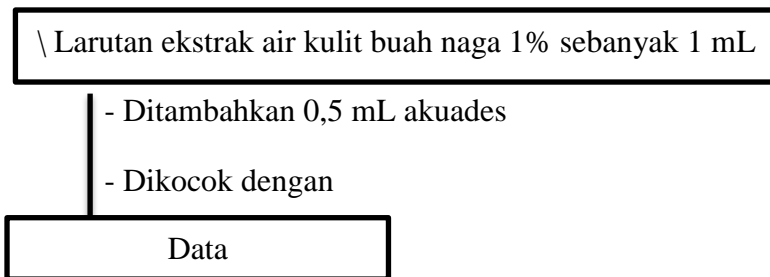 \ Larutan ekstrak air kulit buah naga 1% sebanyak 1 mL
- Ditambahkan 0,5 mL akuades
- Dikocok dengan
Data